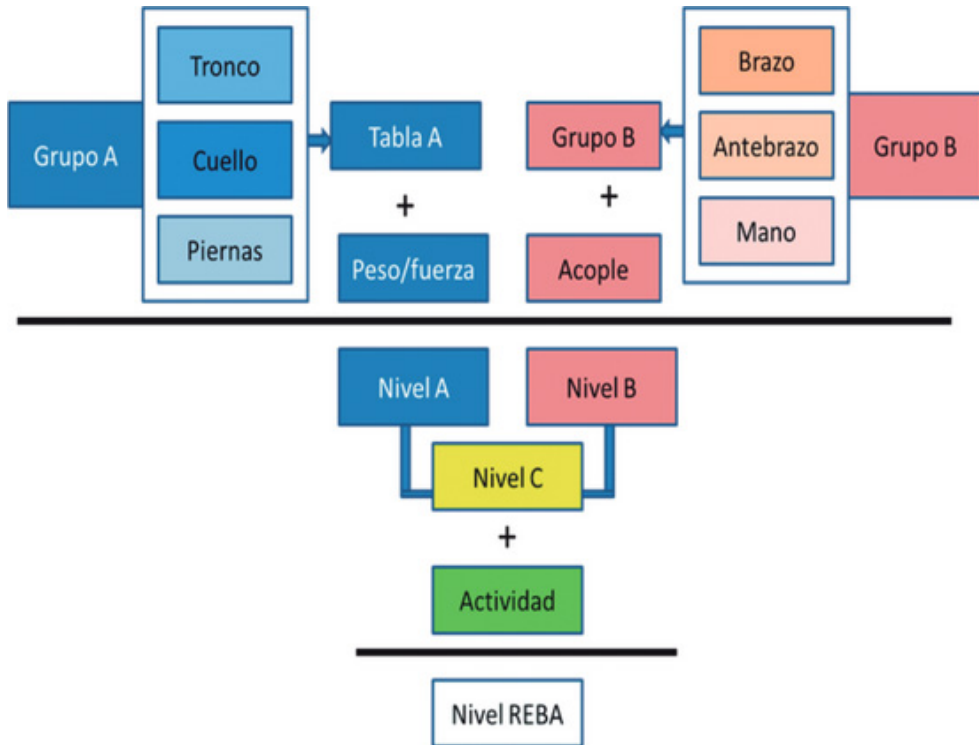 Grupo A
Tronco
Cuello
Piernas
Tabla A
+
Peso/fuerza
Grupo B
+
Acople
Brazo
Antebrazo
Mano
Grupo B
Nivel A
Nivel B
Nivel C
+
Actividad
Nivel REBA